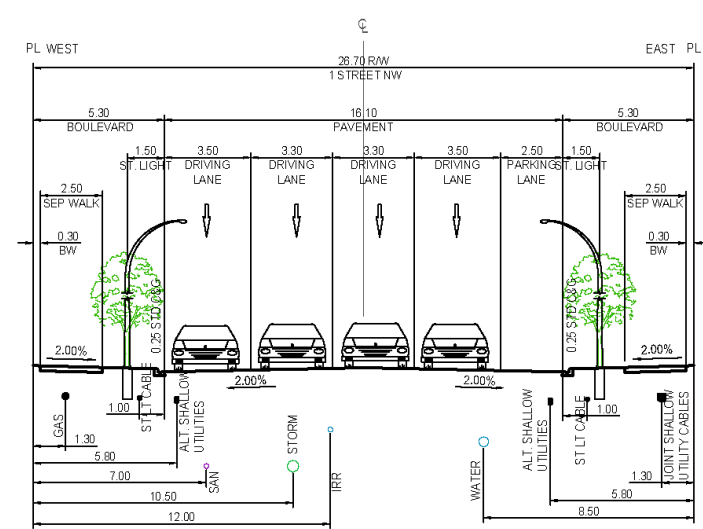 ℄
PL WEST
EAST PL
26.70 R/W
1 STREET NW
5.30
BOULEVARD
16.10
PAVEMENT
5.30
BOULEVARD
1.50
ST. LIGHT
3.50
DRIVING
LANE
3.30
DRIVING
LANE
3.30
DRIVING
LANE
3.50
DRIVING
LANE
2.50
PARKING
LANE
1.50
ST. LIGHT
2.50
SEP WALK
2.50
SEP WALK
0.30
BW
0.30
BW
0.25 STD C&G
0.25 STD C&G
2.00%
2.00%
2.00%
2.00%
GAS
1.00
ST LT CABLE
ALT. SHALLOW
UTILITIES
SAN
STORM
IRR
WATER
ALT. SHALLOW
UTILITIES
ST LT CABLE
1.00
JOINT SHALLOW
UTILITY CABLES
1.30
5.80
7.00
10.50
12.00
1.30
5.80
8.50